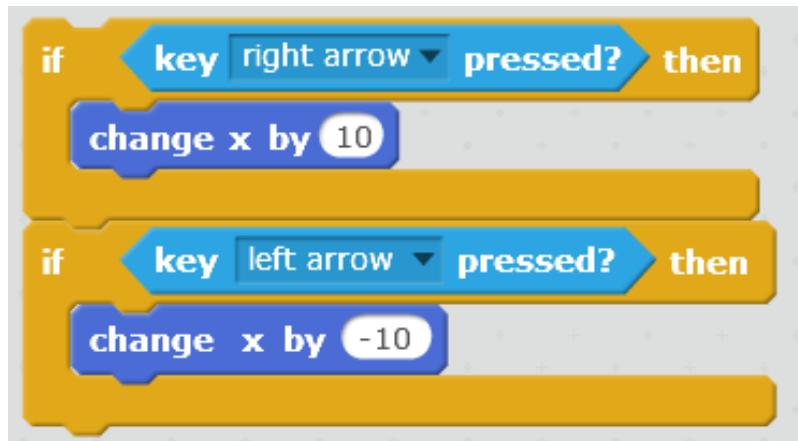 if key right arrow pressed? then
change x by 10
if key left arrow pressed? then
change x by -10